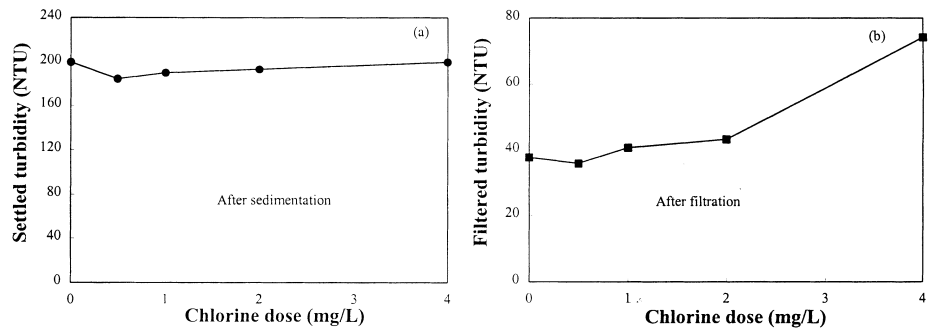 240
200
160
120
80
40
0
Settled turbidity (NTU)
(a)
After sedimentation
0 1 2 3 4
Chlorine dose (mg/L)
80
60
40
20
0
Filtered turbidity (NTU)
(b)
After filtration
0 1 2 3 4
Chlorine dose (mg/L)